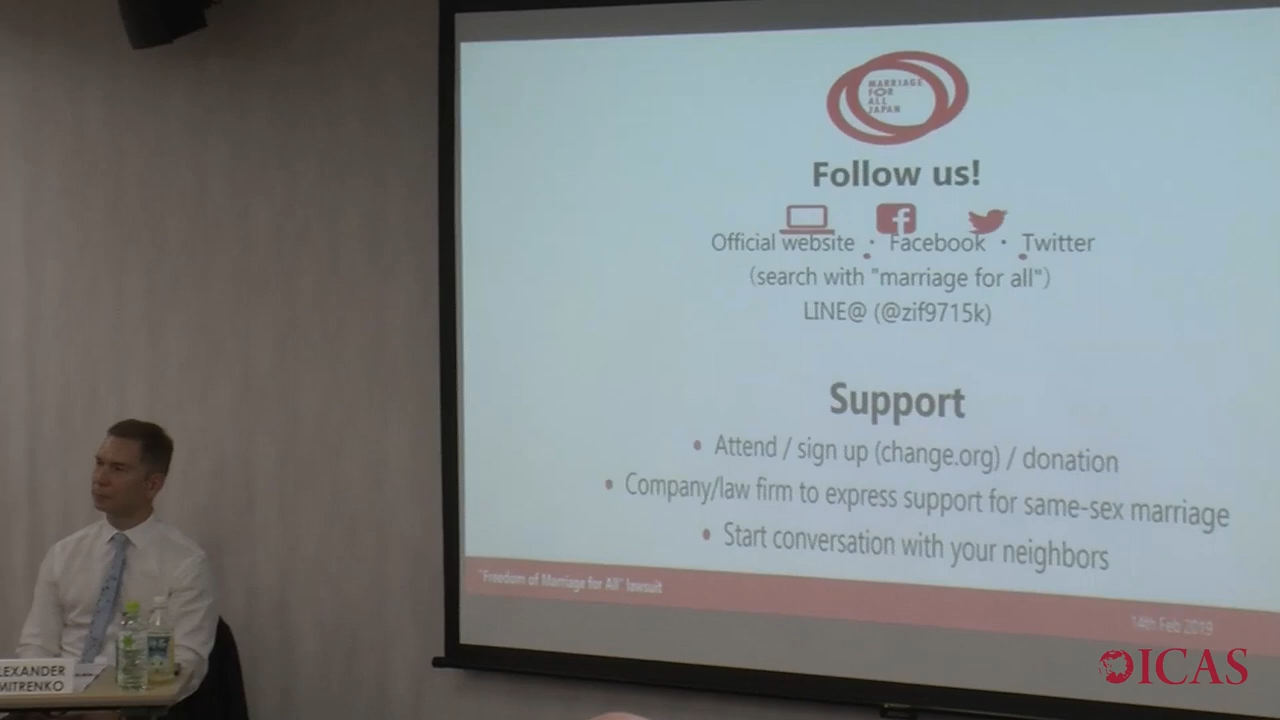 MARRIAGE
FOR
ALL
JAPAN
Follow us!
Official website ・ Facebook ・ Twitter
(search with "marriage for all")
LINE@ (@zif9715k)
Support
• Attend / sign up (change.org) / donation
• Company/law firm to express support for same-sex marriage
• Start conversation with your neighbors
"Freedom of Marriage for All" lawsuit
14th Feb 2019
LEXANDER
MITRENKO
ICAS